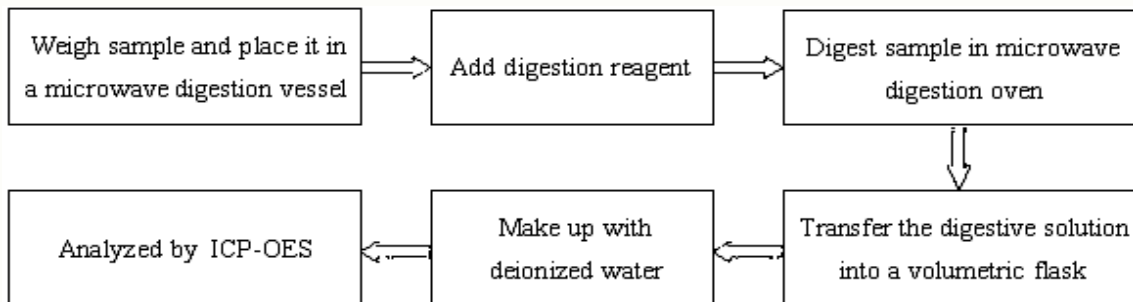 Weigh sample and place it in
a microwave digestion vessel
Add digestion reagent
Digest sample in microwave
digestion oven
Transfer the digestive solution
into a volumetric flask
Make up with
deionized water
Analyzed by ICP-OES